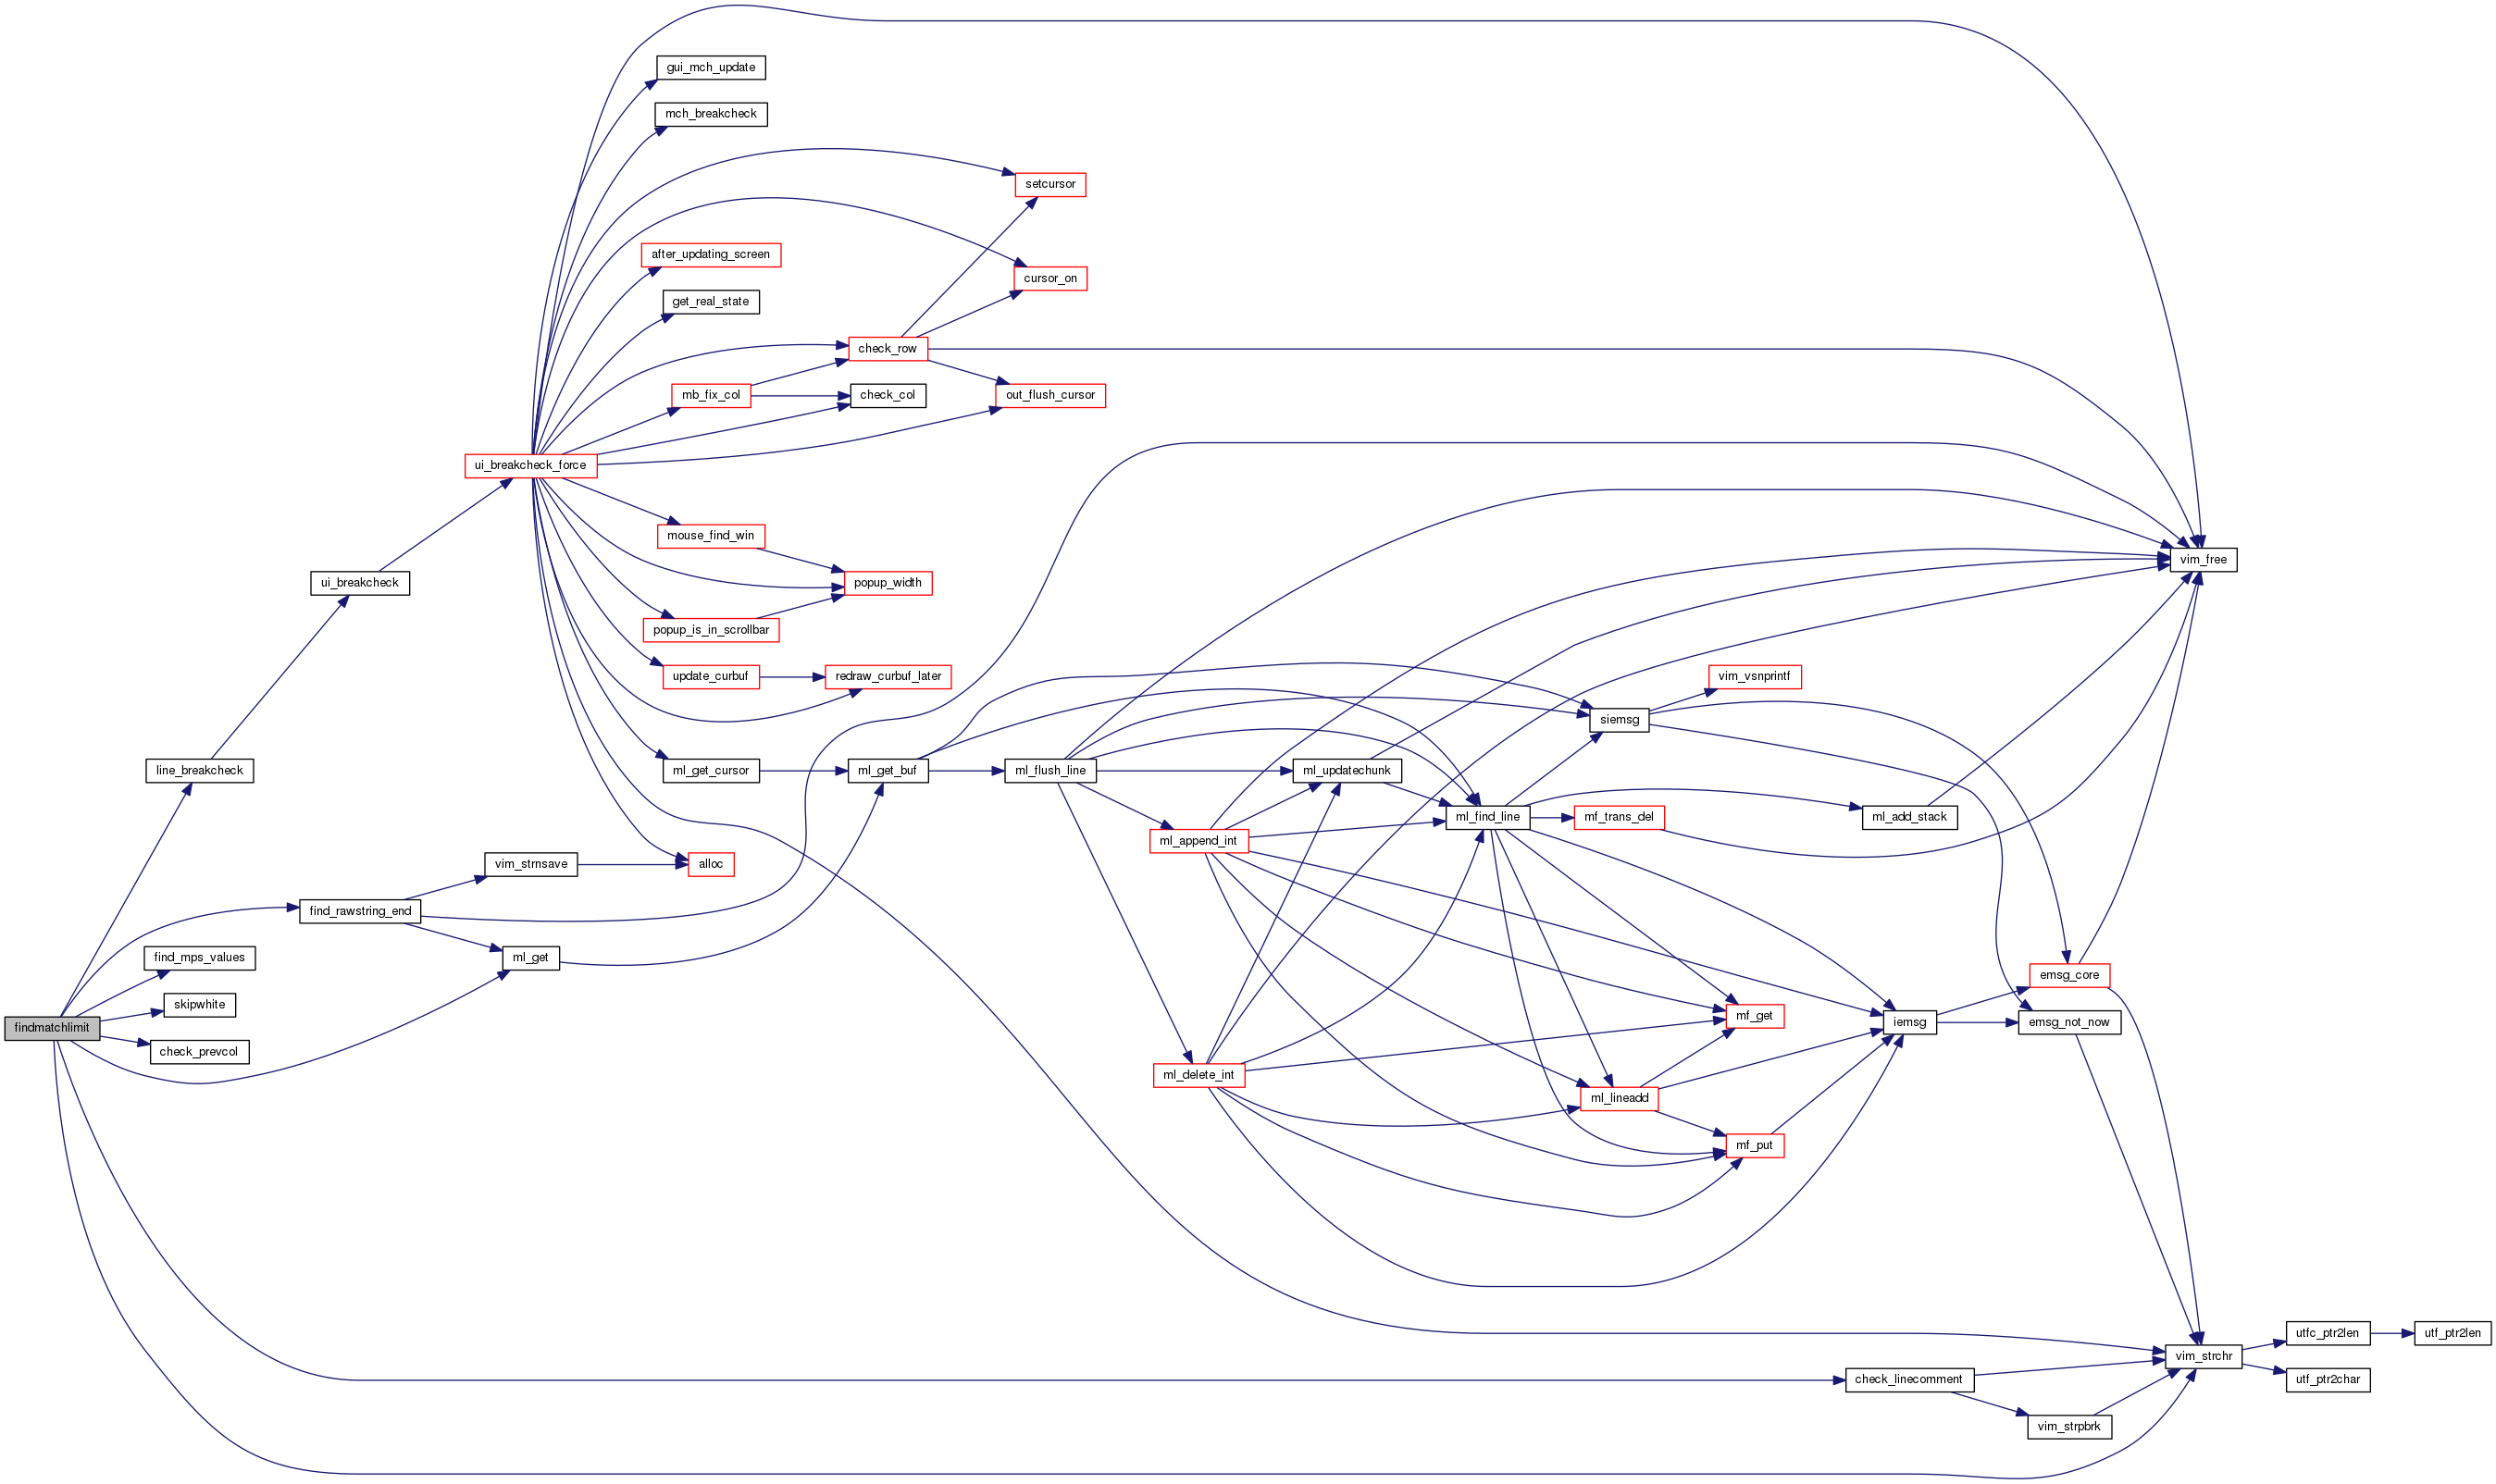 gui_mch_update
mch_breakcheck
setcursor
after_updating_screen
cursor_on
get_real_state
check_row
mb_fix_col
check_col
out_flush_cursor
ui_breakcheck_force
mouse_find_win
vim_free
ui_breakcheck
popup_width
popup_is_in_scrollbar
update_curbuf
redraw_curbuf_later
vim_vsnprintf
siemsg
line_breakcheck
ml_get_cursor
ml_get_buf
ml_flush_line
ml_updatechunk
ml_find_line
mf_trans_del
ml_add_stack
ml_append_int
vim_strnsave
alloc
find_rawstring_end
find_mps_values
ml_get
emsg_core
skipwhite
mf_get
findmatchlimit
iemsg
emsg_not_now
check_prevcol
ml_delete_int
ml_lineadd
mf_put
utfc_ptr2len
utf_ptr2len
vim_strchr
check_linecomment
utf_ptr2char
vim_strpbrk